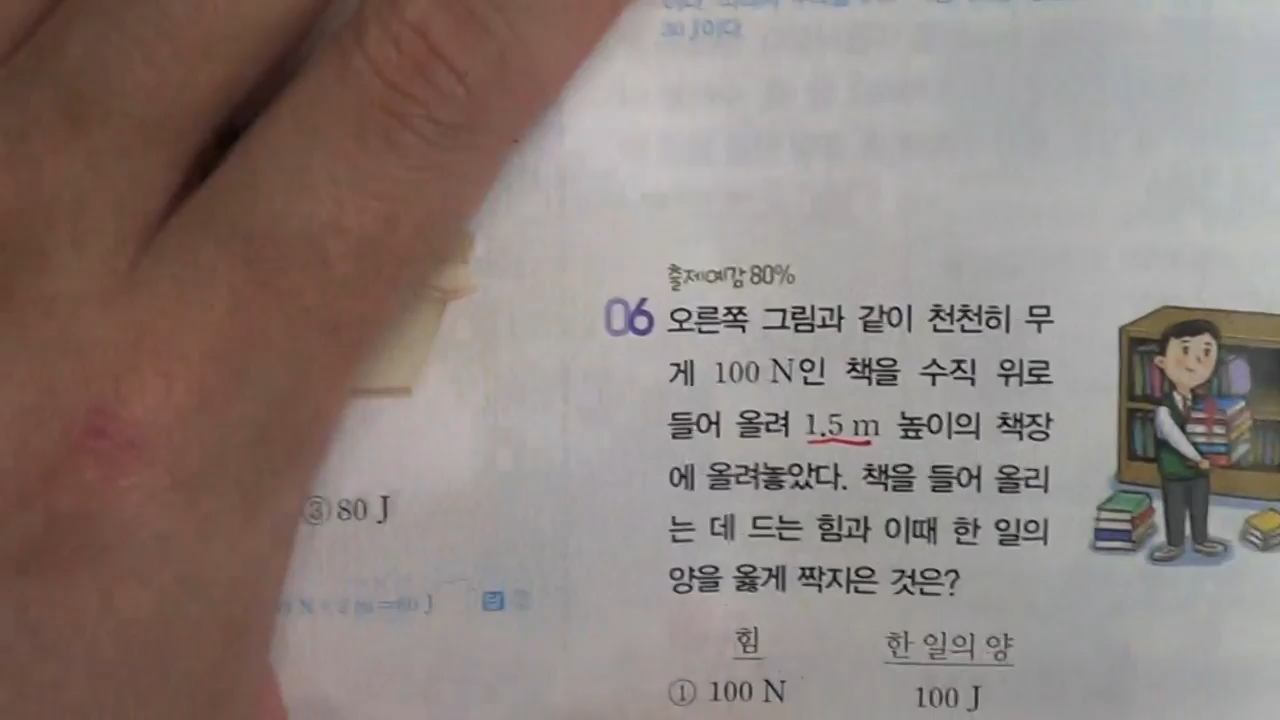 30 J이다
③ 80 J
출제예감 80%
06 오른쪽 그림과 같이 천천히 무
게 100 N인 책을 수직 위로
들어 올려 1.5 m 높이의 책장
에 올려놓았다. 책을 들어 올리
는 데 드는 힘과 이때 한 일의
양을 옳게 짝지은 것은?
힘 한 일의 양
① 100 N 100 J